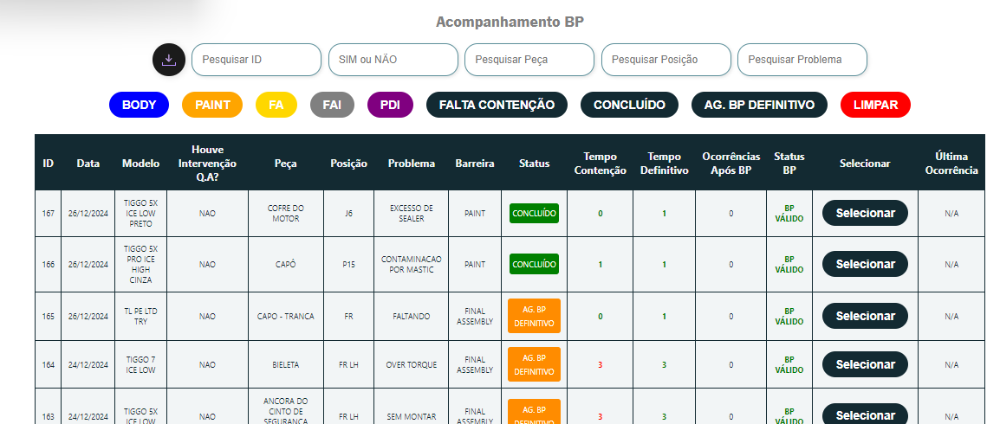 Acompanhamento BP
Pesquisar ID SIM ou NÃO Pesquisar Peça Pesquisar Posição Pesquisar Problema
BODY PAINT FA FAI PDI FALTA CONTENÇÃO CONCLUÍDO AG. BP DEFINITIVO LIMPAR
ID Data Modelo Houve Intervenção Q.A? Peça Posição Problema Barreira Status Tempo Contenção Tempo Definitivo Ocorrências Após BP Status BP Selecionar Última Ocorrência
167 26/12/2024 TIGGO 5X ICE LOW PRETO NAO COFRE DO MOTOR J6 EXCESSO DE SEALER PAINT CONCLUÍDO 0 1 0 BP VÁLIDO Selecionar N/A
166 26/12/2024 TIGGO 5X PRO ICE HIGH CINZA NAO CAPÔ P15 CONTAMINACAO POR MASTIC PAINT CONCLUÍDO 1 1 0 BP VÁLIDO Selecionar N/A
165 26/12/2024 TL PE LTD TRY NAO CAPO - TRANCA FR FALTANDO FINAL ASSEMBLY AG. BP DEFINITIVO 0 1 0 BP VÁLIDO Selecionar N/A
164 24/12/2024 TIGGO 7 ICE LOW NAO BIELETA FR LH OVER TORQUE FINAL ASSEMBLY AG. BP DEFINITIVO 3 3 0 BP VÁLIDO Selecionar N/A
163 24/12/2024 TIGGO 5X ICE LOW NAO ANCORA DO CINTO DE SEGURANÇA FR LH SEM MONTAR FINAL ASSEMBLY AG. BP DEFINITIVO 3 3 0 BP VÁLIDO Selecionar N/A